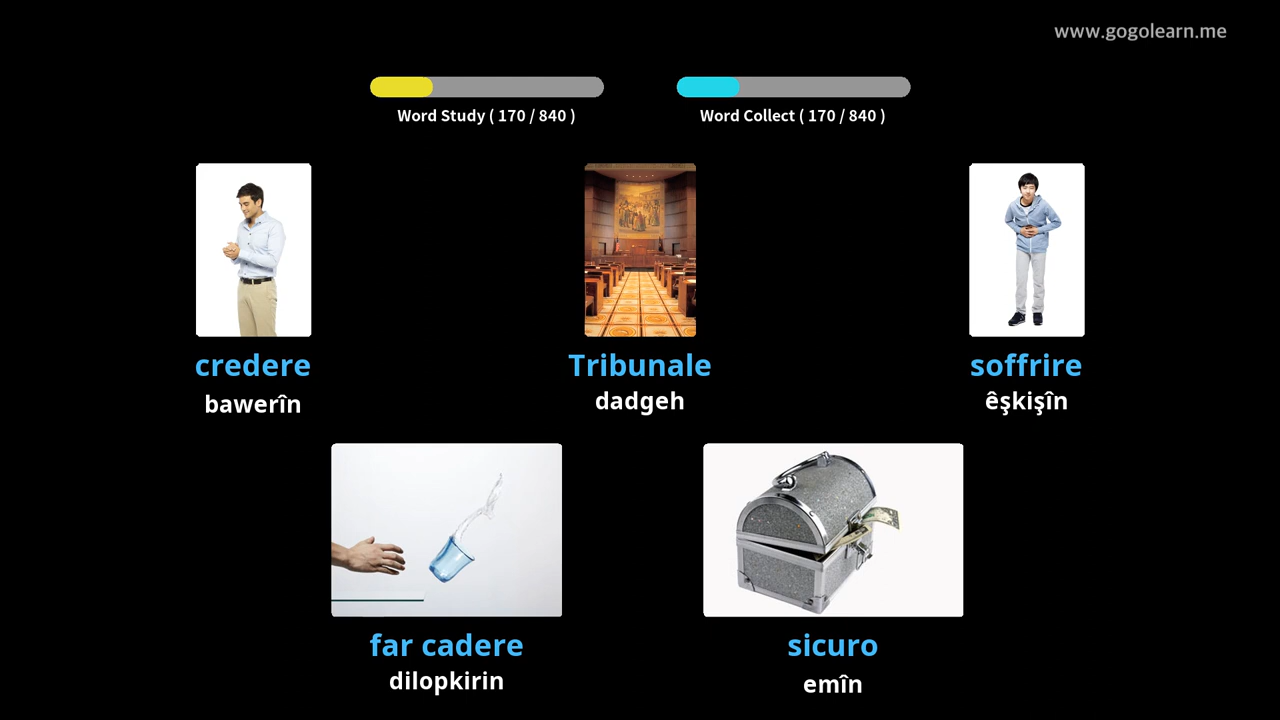 www.gogolearn.me
Word Study ( 170 / 840 )
Word Collect ( 170 / 840 )
credere
bawerîn
Tribunale
dadgeh
soffrire
êşkişîn
far cadere
dilopkirin
sicuro
emîn